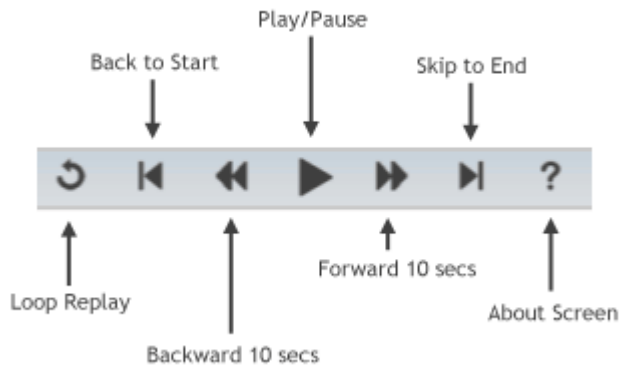 Play/Pause
Back to Start
Skip to End
?
Forward 10 secs
Loop Replay
About Screen
Backward 10 secs